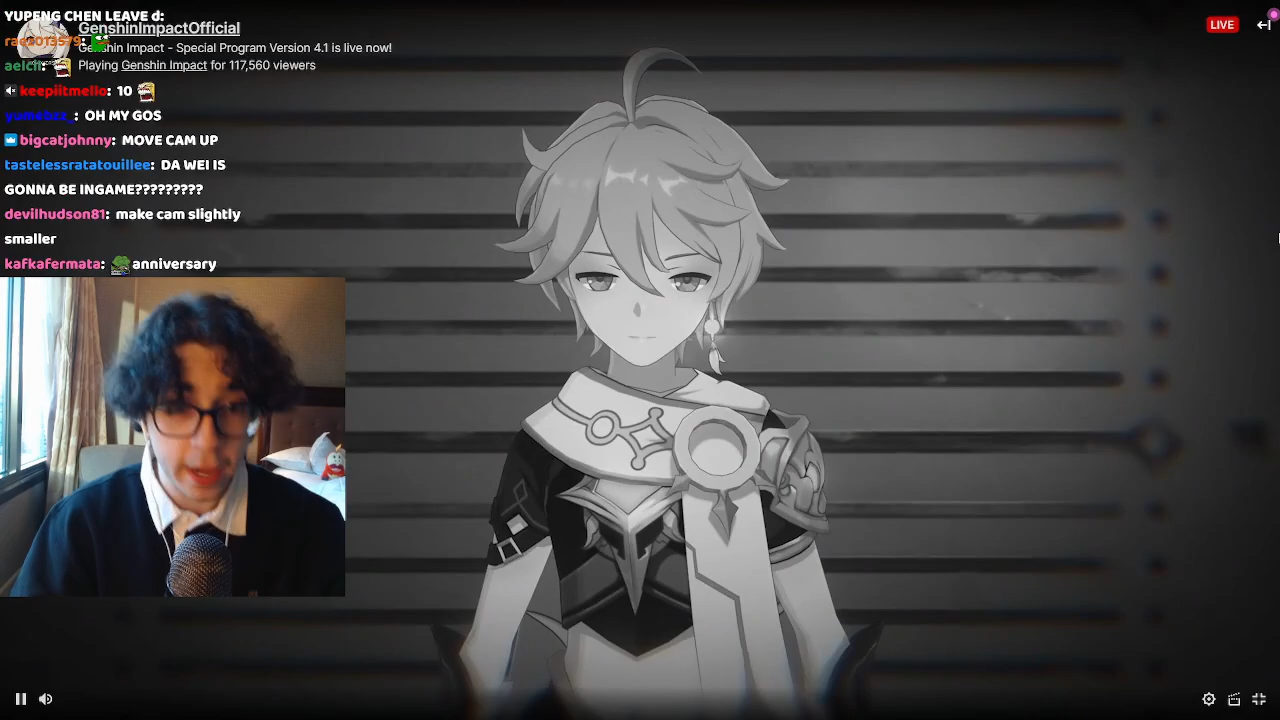 YUPENG CHEN LEAVE d:
GenshinImpactOfficial
Genshin Impact - Special Program Version 4.1 is live now!
aelcii:
Playing Genshin Impact for 117,560 viewers
keepiitmello: 10
OH MY GOS
bigcatjohnny: MOVE CAM UP
tastelessratatouillee: DA WEI IS
GONNA BE INGAME?????????
devilhudson81: make cam slightly
smaller
kafkafermata: anniversary
LIVE